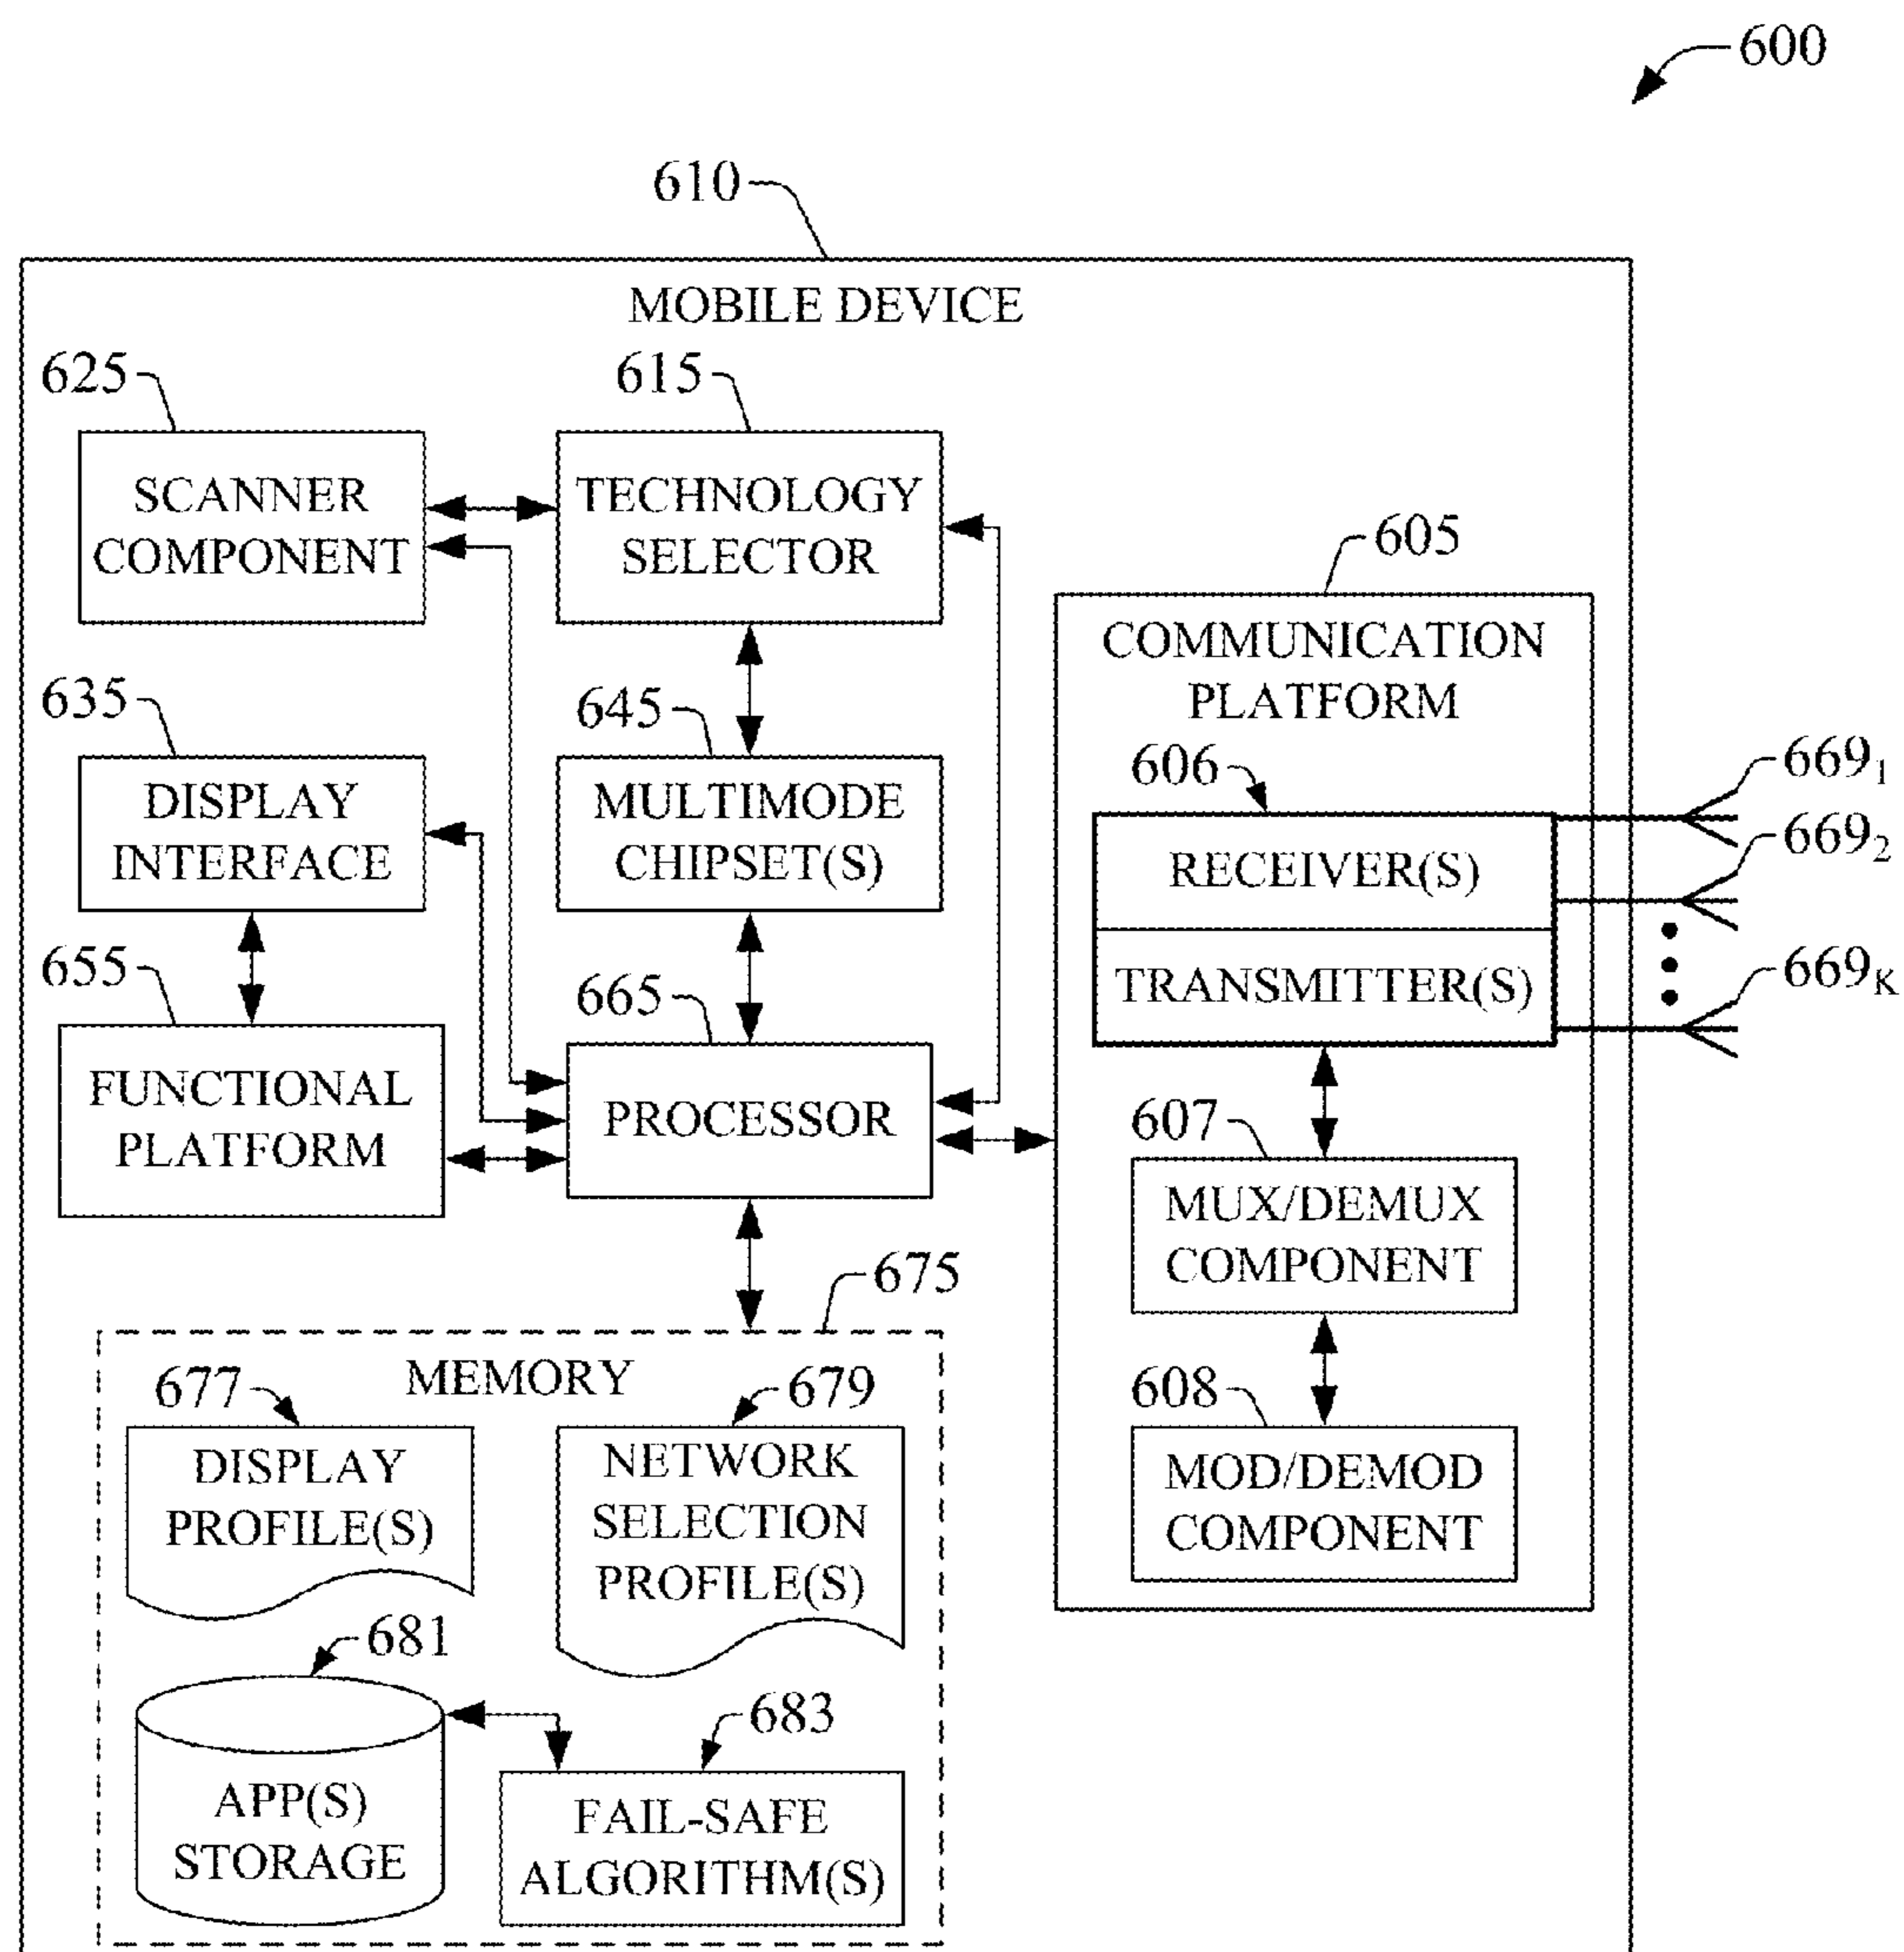 600
610
MOBILE DEVICE
625
615
SCANNER
COMPONENT
TECHNOLOGY
SELECTOR
605
COMMUNICATION
PLATFORM
635
645
DISPLAY
INTERFACE
MULTIMODE
CHIPSET(S)
606
RECEIVER(S)
TRANSMITTER(S)
669₁
669₂
669K
655
665
FUNCTIONAL
PLATFORM
PROCESSOR
607
MUX/DEMUX
COMPONENT
608
MOD/DEMOD
COMPONENT
675
MEMORY
677
679
DISPLAY
PROFILE(S)
NETWORK
SELECTION
PROFILE(S)
681
683
APP(S)
STORAGE
FAIL-SAFE
ALGORITHM(S)